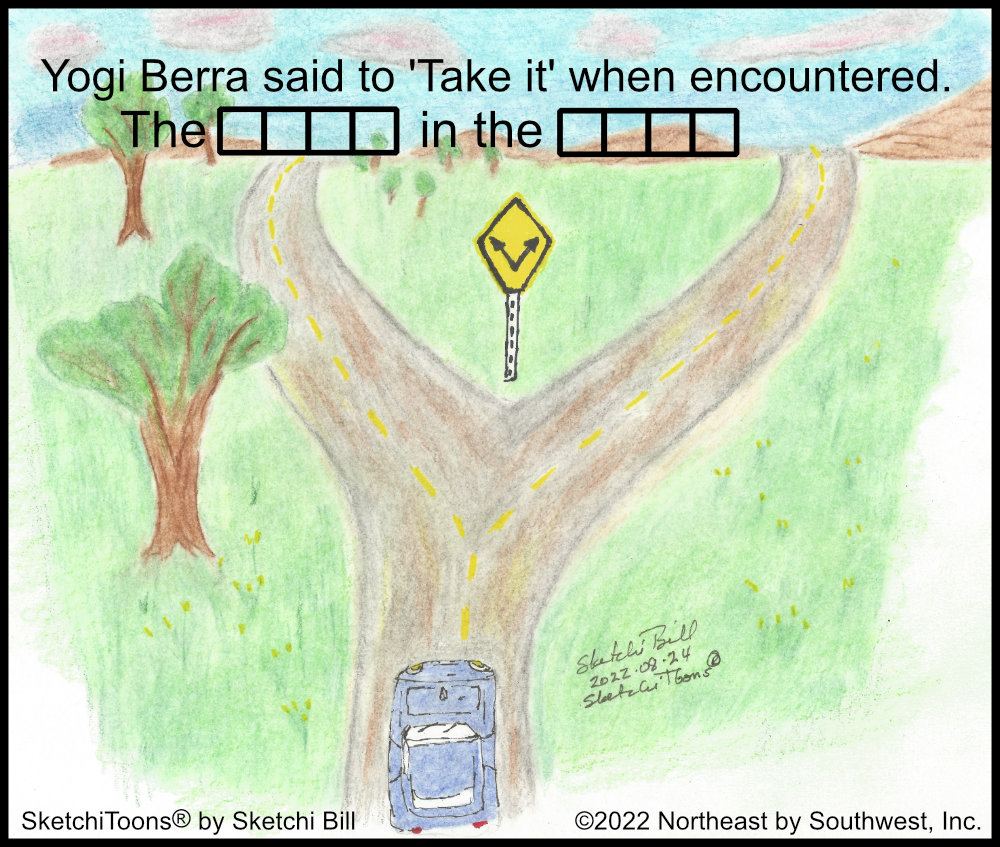 Yogi Berra said to 'Take it' when encountered.
The in the
Sketchi Bill
2022.08.24
SketchiToons®
SketchiToons® by Sketchi Bill
©2022 Northeast by Southwest, Inc.